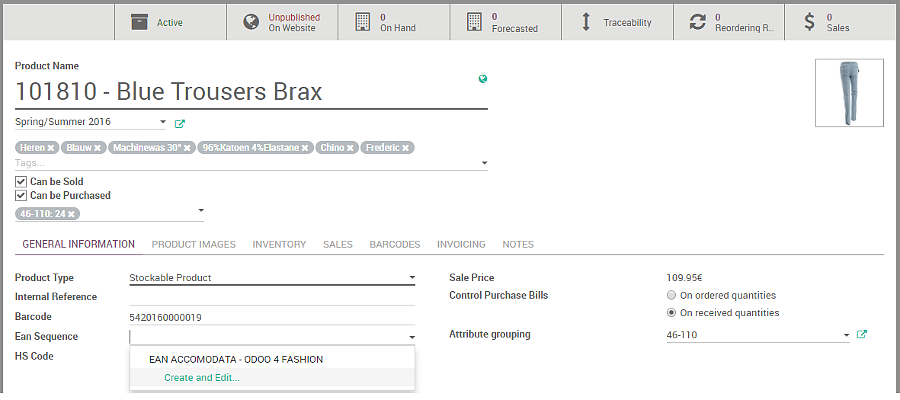 Active
Unpublished
On Website
0
On Hand
0
Forecasted
Traceability
0
Reordering R...
0
Sales
Product Name
101810 - Blue Trousers Brax
Spring/Summer 2016
Heren Blauw Machinewas 30° 96%Katoen 4%Elastane Chino Frederic
Tags...
Can be Sold
Can be Purchased
46-110: 24
GENERAL INFORMATION PRODUCT IMAGES INVENTORY SALES BARCODES INVOICING NOTES
Product Type Stockable Product
Internal Reference
Barcode 5420160000019
Ean Sequence
EAN ACCOMODATA - ODOO 4 FASHION
HS Code
Create and Edit...
Sale Price 109.95€
Control Purchase Bills On ordered quantities
On received quantities
Attribute grouping 46-110